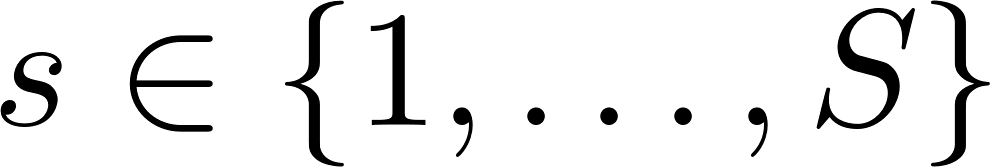 s ∈ {1, . . . , S}